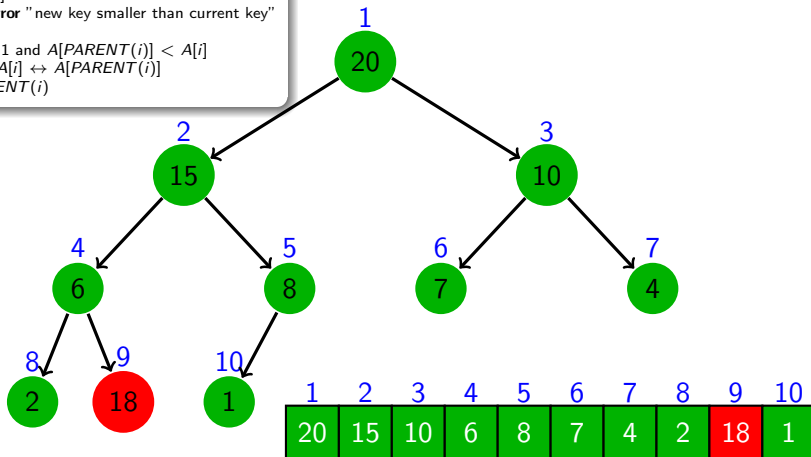 ror "new key smaller than current key"
1 and A[PARENT(i)] < A[i]
A[i] ↔ A[PARENT(i)]
ENT(i)
1
20
2 3
15 10
4 5 6 7
6 8 7 4
8 9 10
2 18 1
1 2 3 4 5 6 7 8 9 10
20 15 10 6 8 7 4 2 18 1